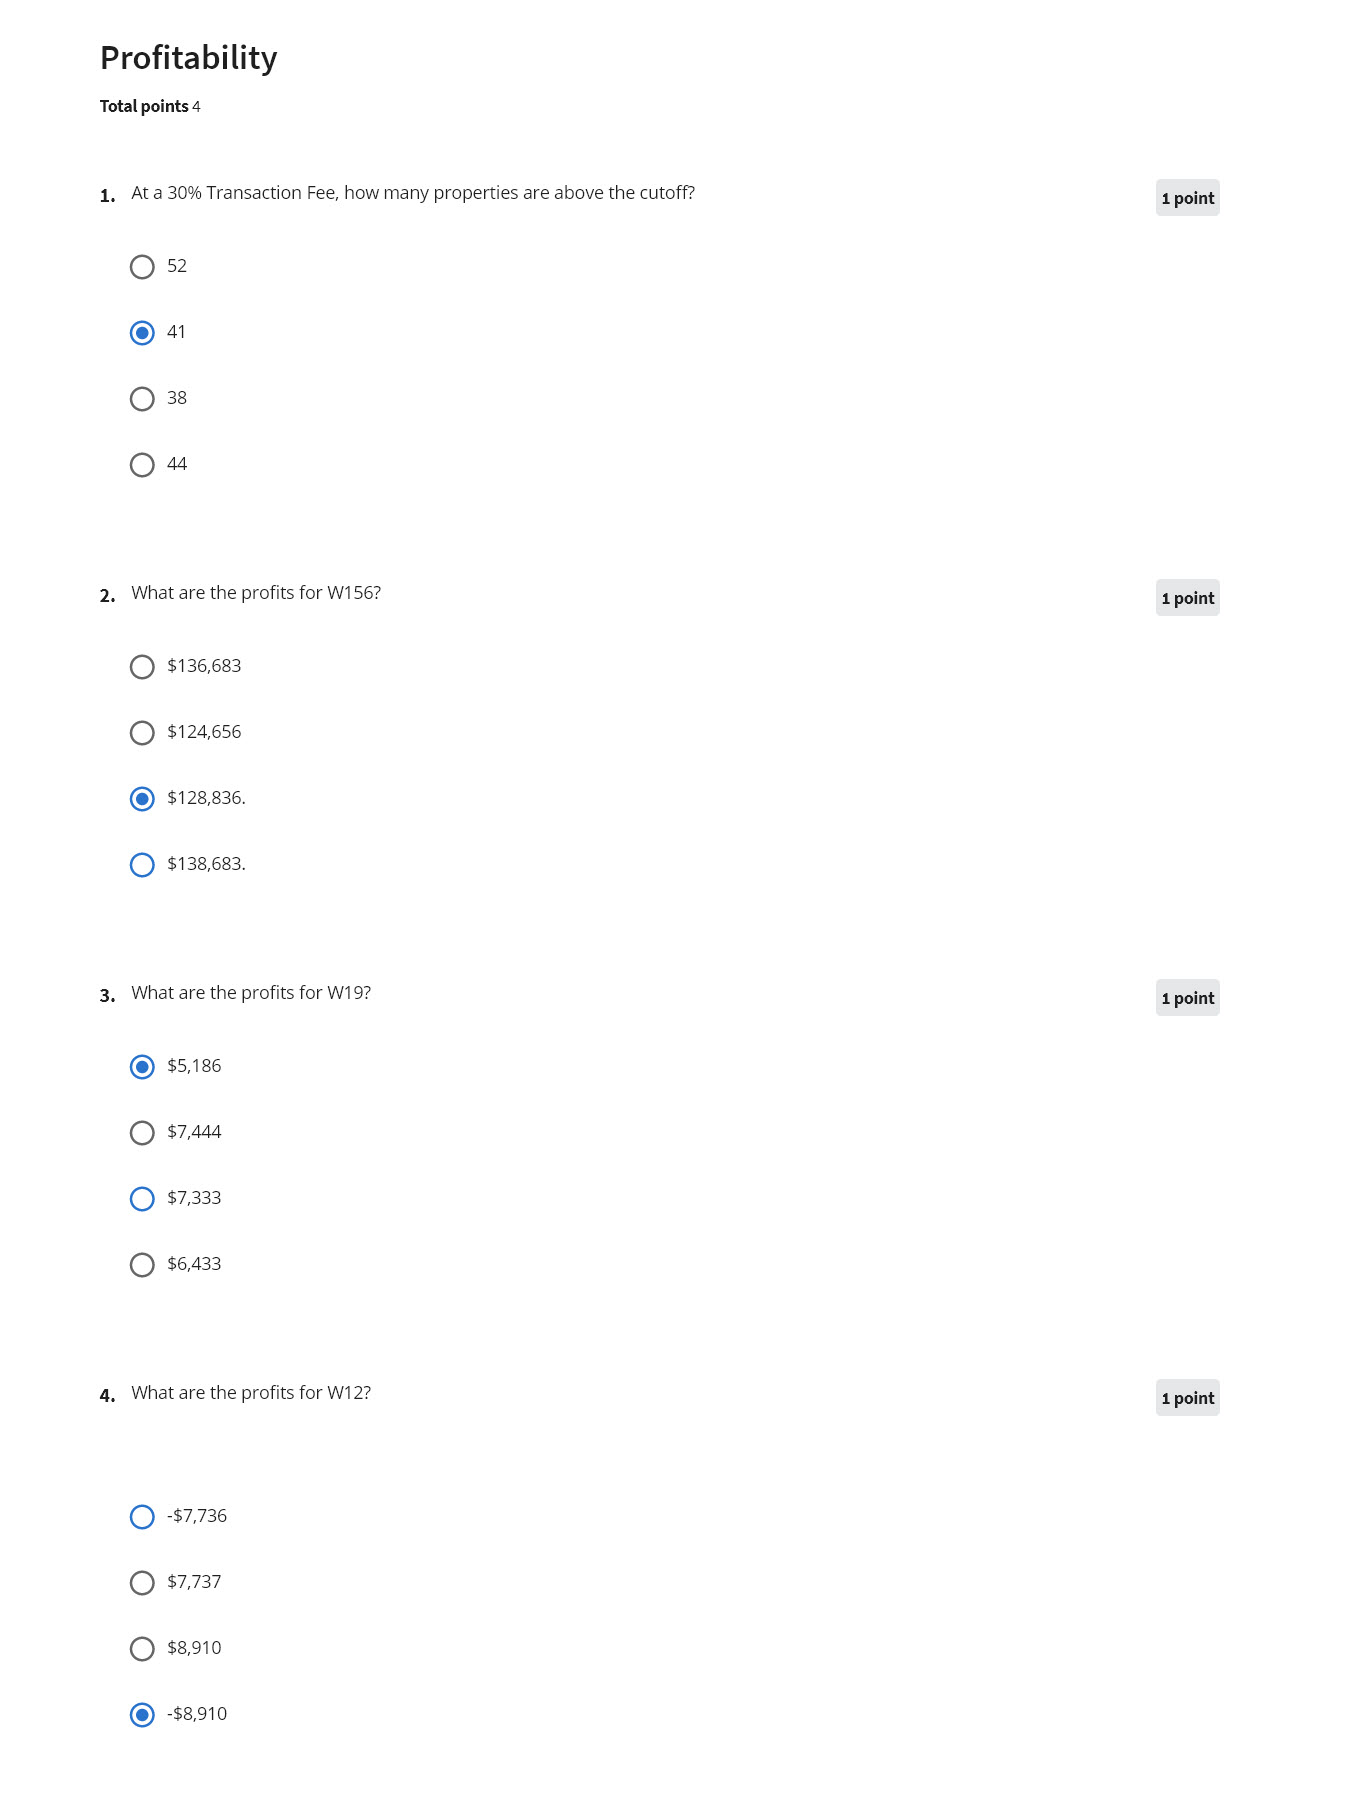 Profitability
Total points 4
1. At a 30% Transaction Fee, how many properties are above the cutoff? 1 point
52
41
38
44
2. What are the profits for W156? 1 point
$136,683
$124,656
$128,836.
$138,683.
3. What are the profits for W19? 1 point
$5,186
$7,444
$7,333
$6,433
4. What are the profits for W12? 1 point
-$7,736
$7,737
$8,910
-$8,910